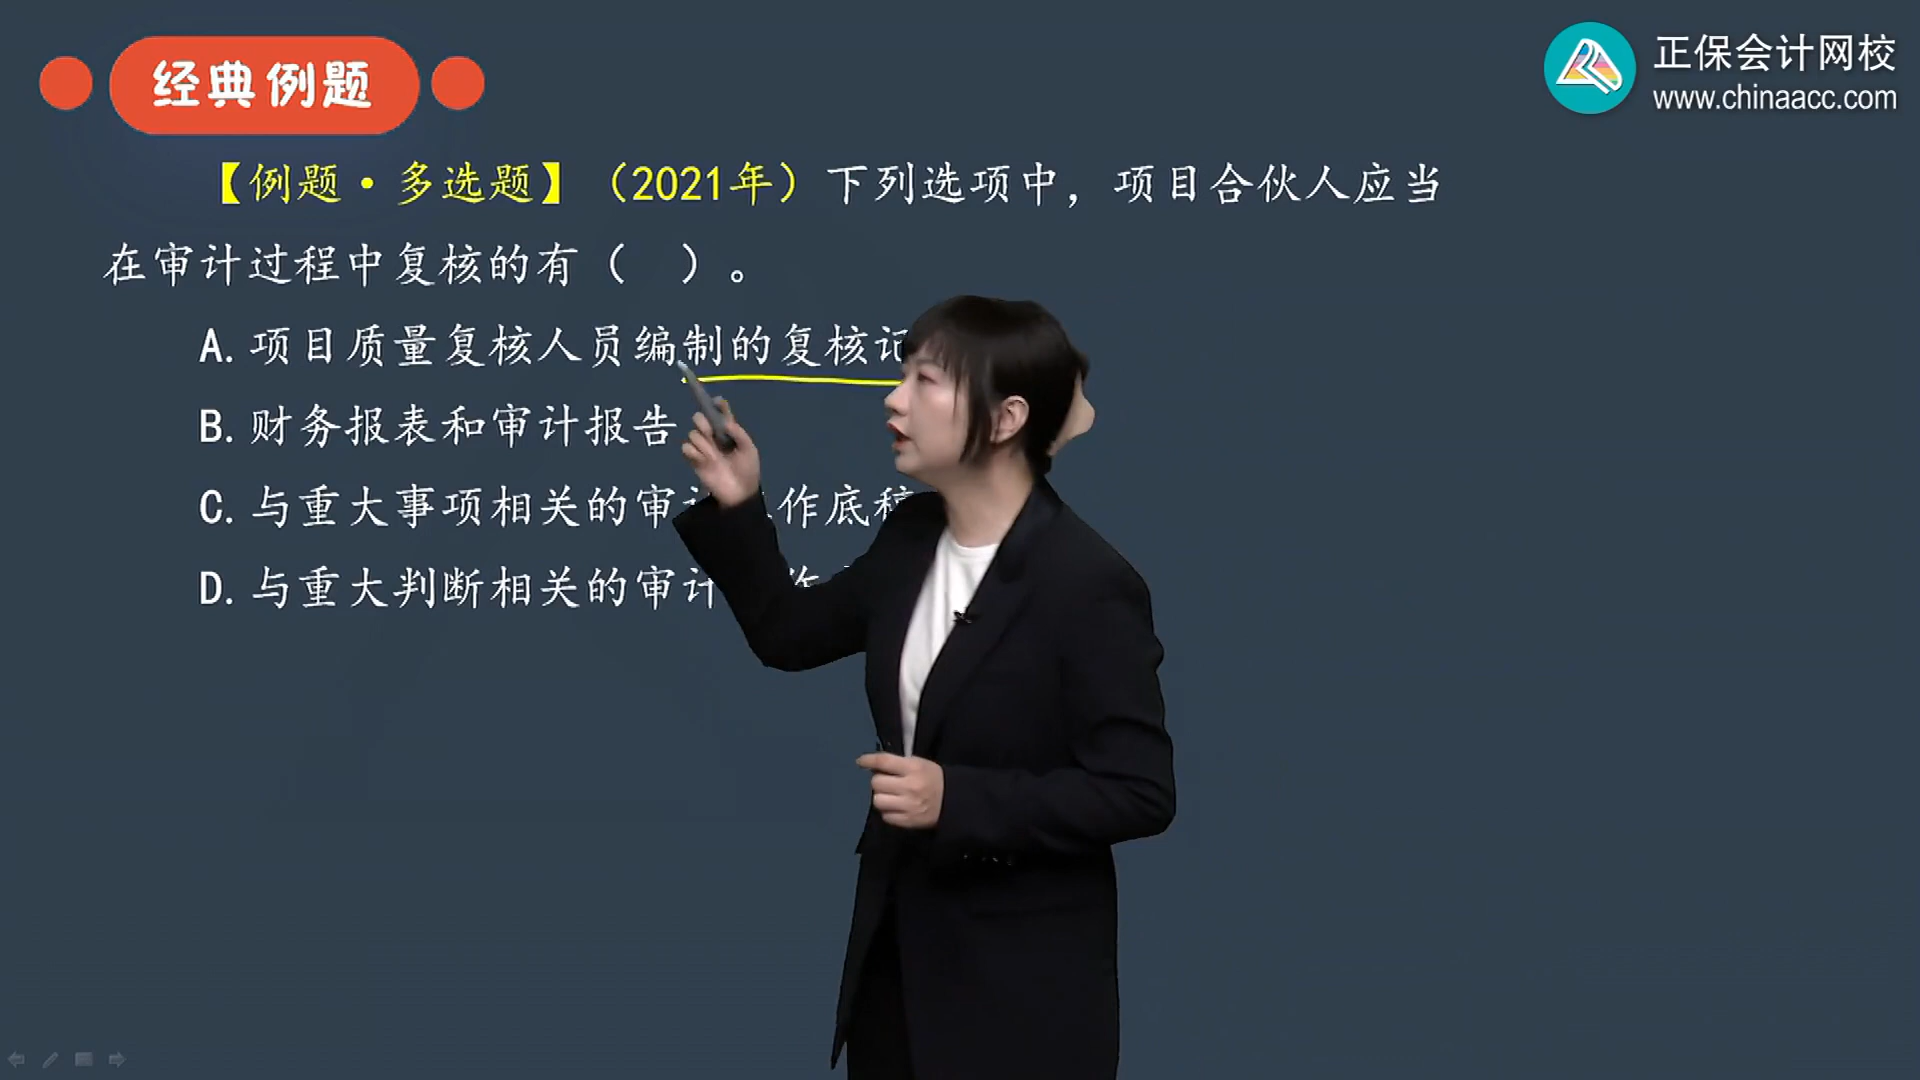 经典例题
正保会计网校
www.chinaacc.com
【例题·多选题】（2021年）下列选项中，项目合伙人应当
在审计过程中复核的有（ ）。
A.项目质量复核人员编制的复核记
B.财务报表和审计报告
C.与重大事项相关的审 作底稿
D.与重大判断相关的审计